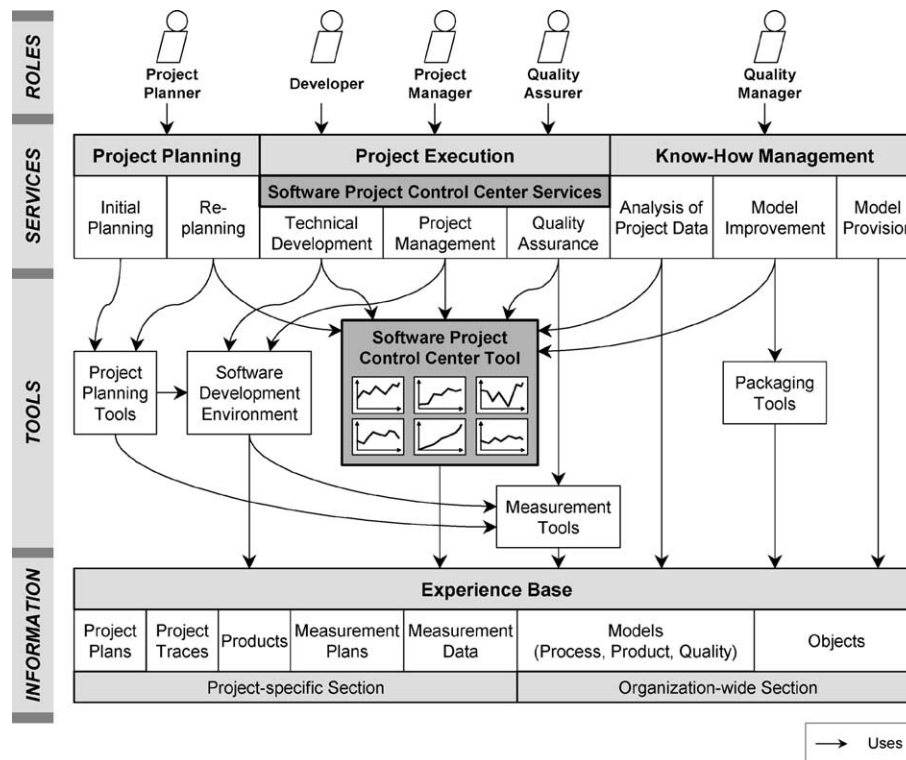 ROLES
Project
Planner
Developer
Project
Manager
Quality
Assurer
Quality
Manager
SERVICES
Project Planning
Project Execution
Know-How Management
Software Project Control Center Services
Initial
Planning
Re-
planning
Technical
Development
Project
Management
Quality
Assurance
Analysis of
Project Data
Model
Improvement
Model
Provision
TOOLS
Project
Planning
Tools
Software
Development
Environment
Software Project
Control Center Tool
Packaging
Tools
Measurement
Tools
INFORMATION
Experience Base
Project
Plans
Project
Traces
Products
Measurement
Plans
Measurement
Data
Models
(Process, Product, Quality)
Objects
Project-specific Section
Organization-wide Section
Uses